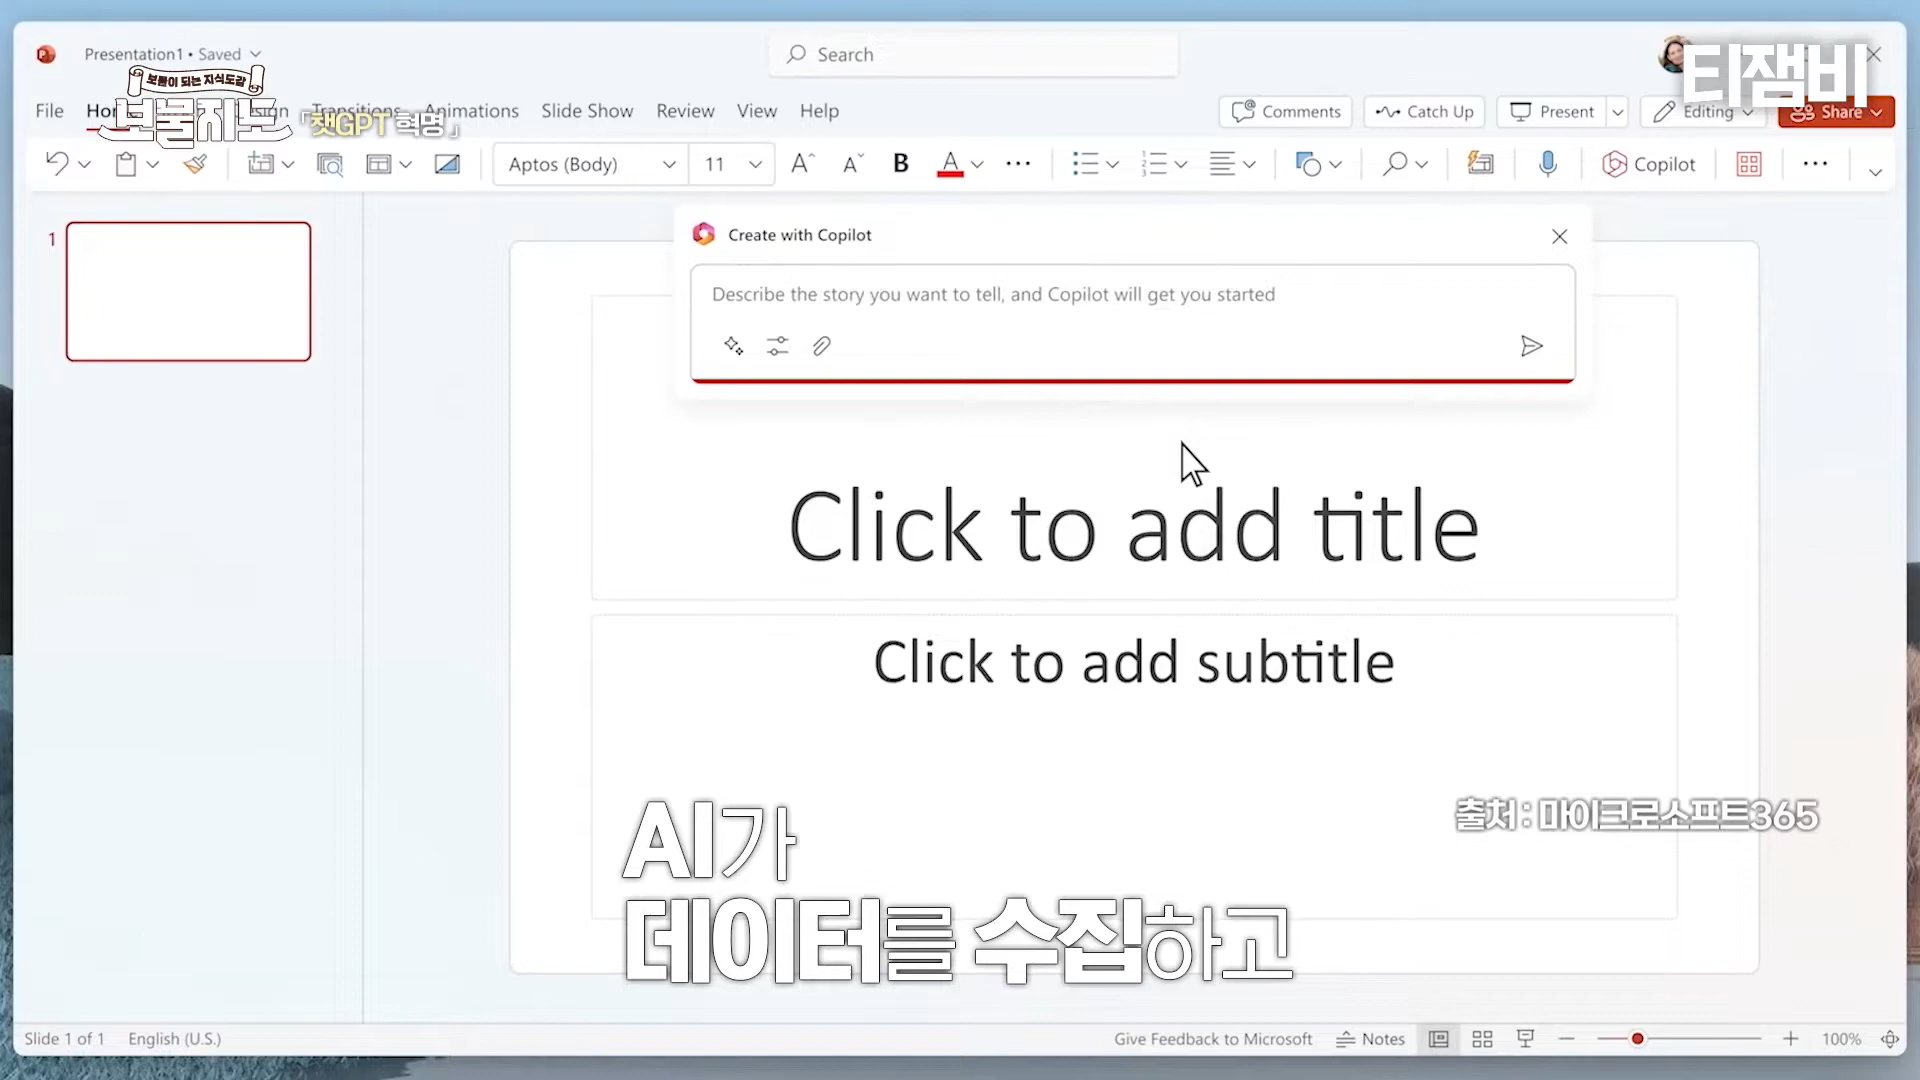 Presentation1 • Saved
Search
티잼비
보물이 되는 지식도감
보물지도
「챗GPT 혁명」
File
Transitions
Animations
Slide Show
Review
View
Help
Comments
Catch Up
Present
Editing
Share
Aptos (Body)
11
Copilot
1
Create with Copilot
Describe the story you want to tell, and Copilot will get you started
Click to add title
Click to add subtitle
출처 : 마이크로소프트365
AI가
데이터를 수집하고
Slide 1 of 1
English (U.S.)
Give Feedback to Microsoft
Notes
100%